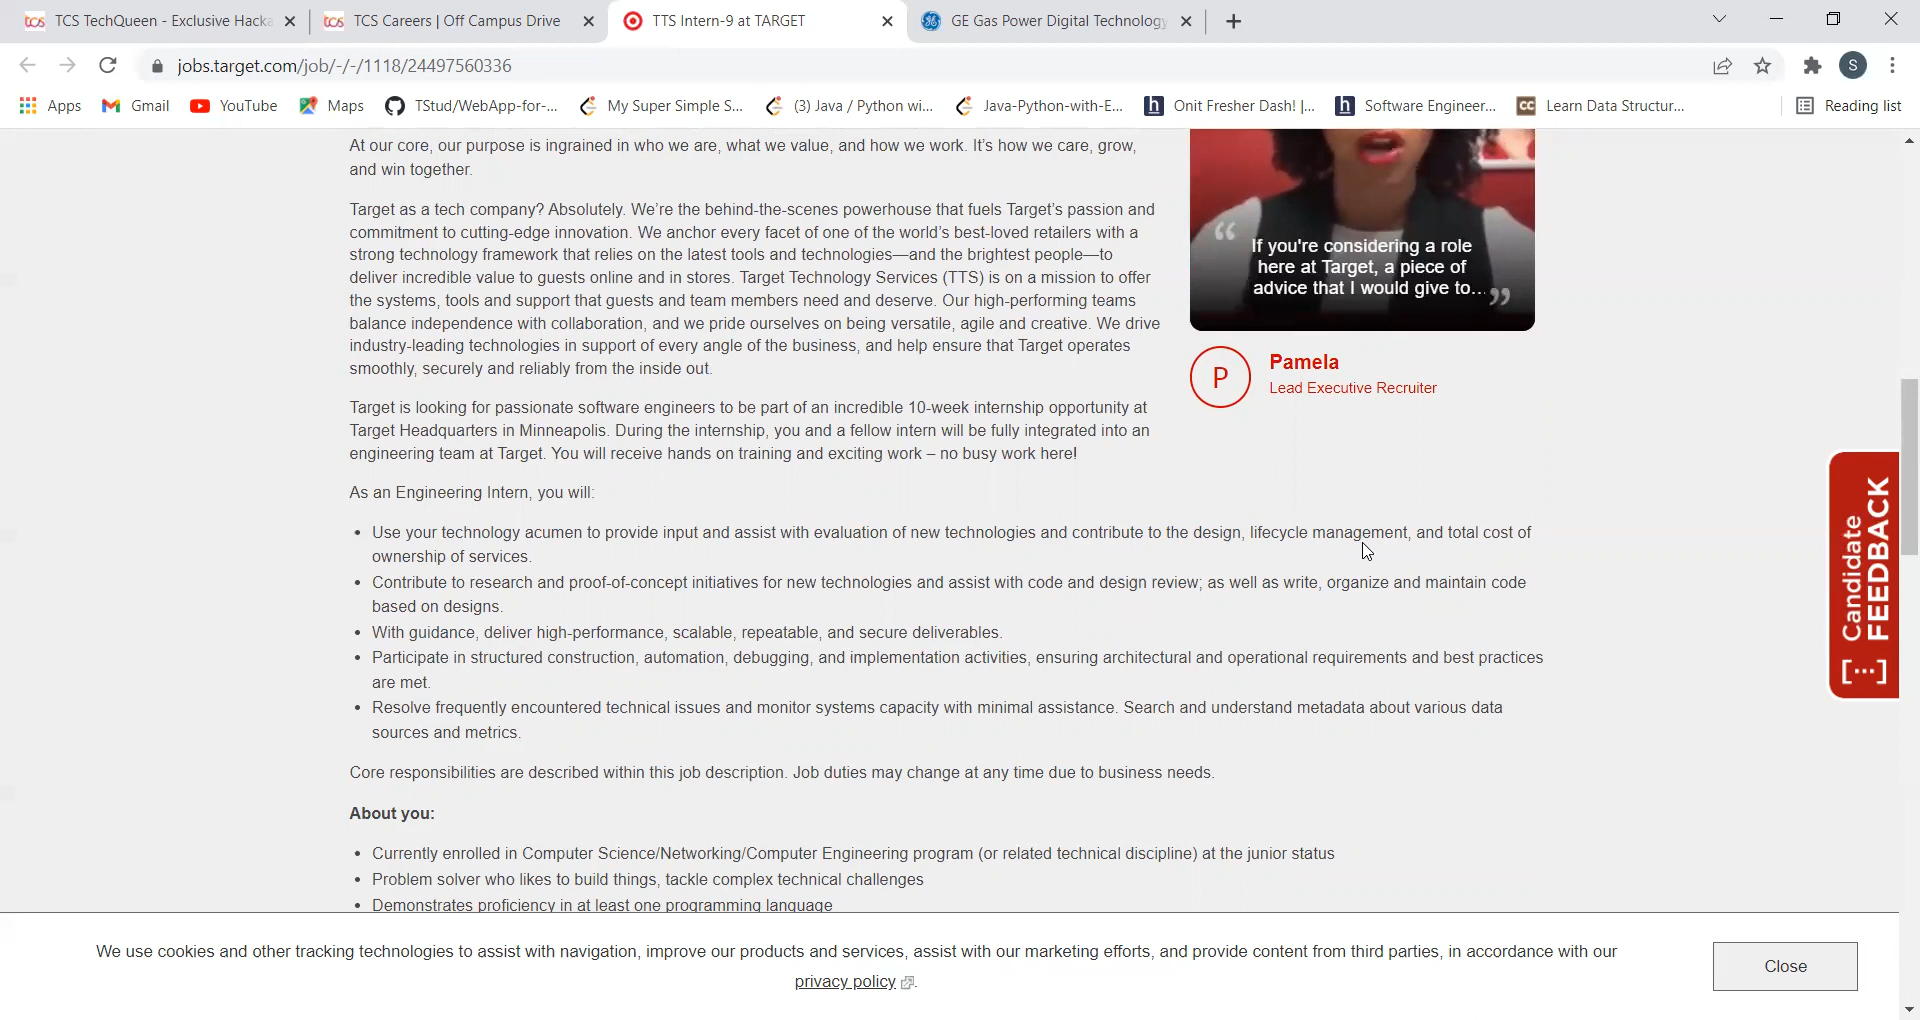 TCS TechQueen - Exclusive Hacka
TCS Careers | Off Campus Drive
TTS Intern-9 at TARGET
GE Gas Power Digital Technology
jobs.target.com/job/-/-/1118/24497560336
S
Apps
Gmail
YouTube
Maps
TStud/WebApp-for-...
My Super Simple S...
(3) Java / Python wi...
Java-Python-with-E...
Onit Fresher Dash! |...
Software Engineer...
Learn Data Structur...
Reading list
At our core, our purpose is ingrained in who we are, what we value, and how we work. It's how we care, grow,
and win together.
Target as a tech company? Absolutely. We're the behind-the-scenes powerhouse that fuels Target's passion and
commitment to cutting-edge innovation. We anchor every facet of one of the world's best-loved retailers with a
strong technology framework that relies on the latest tools and technologies—and the brightest people—to
deliver incredible value to guests online and in stores. Target Technology Services (TTS) is on a mission to offer
the systems, tools and support that guests and team members need and deserve. Our high-performing teams
balance independence with collaboration, and we pride ourselves on being versatile, agile and creative. We drive
industry-leading technologies in support of every angle of the business, and help ensure that Target operates
smoothly, securely and reliably from the inside out.
Target is looking for passionate software engineers to be part of an incredible 10-week internship opportunity at
Target Headquarters in Minneapolis. During the internship, you and a fellow intern will be fully integrated into an
engineering team at Target. You will receive hands on training and exciting work – no busy work here!
“ If you're considering a role
here at Target, a piece of
advice that I would give to... ”
P
Pamela
Lead Executive Recruiter
As an Engineering Intern, you will:
• Use your technology acumen to provide input and assist with evaluation of new technologies and contribute to the design, lifecycle management, and total cost of
ownership of services.
• Contribute to research and proof-of-concept initiatives for new technologies and assist with code and design review; as well as write, organize and maintain code
based on designs.
• With guidance, deliver high-performance, scalable, repeatable, and secure deliverables.
• Participate in structured construction, automation, debugging, and implementation activities, ensuring architectural and operational requirements and best practices
are met.
• Resolve frequently encountered technical issues and monitor systems capacity with minimal assistance. Search and understand metadata about various data
sources and metrics.
Core responsibilities are described within this job description. Job duties may change at any time due to business needs.
About you:
• Currently enrolled in Computer Science/Networking/Computer Engineering program (or related technical discipline) at the junior status
• Problem solver who likes to build things, tackle complex technical challenges
• Demonstrates proficiency in at least one programming language
Candidate
FEEDBACK
We use cookies and other tracking technologies to assist with navigation, improve our products and services, assist with our marketing efforts, and provide content from third parties, in accordance with our
privacy policy.
Close